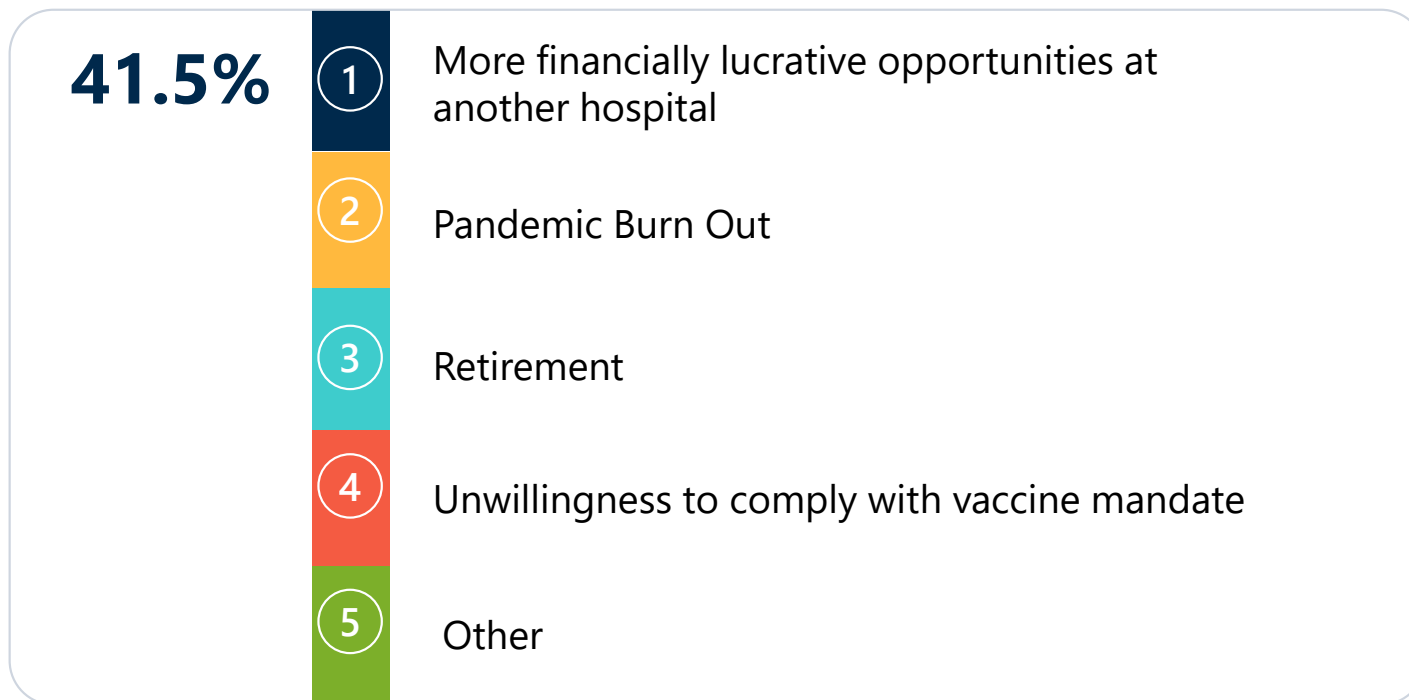 41.5%
1
More financially lucrative opportunities at
another hospital
2
Pandemic Burn Out
3
Retirement
4
Unwillingness to comply with vaccine mandate
5
Other